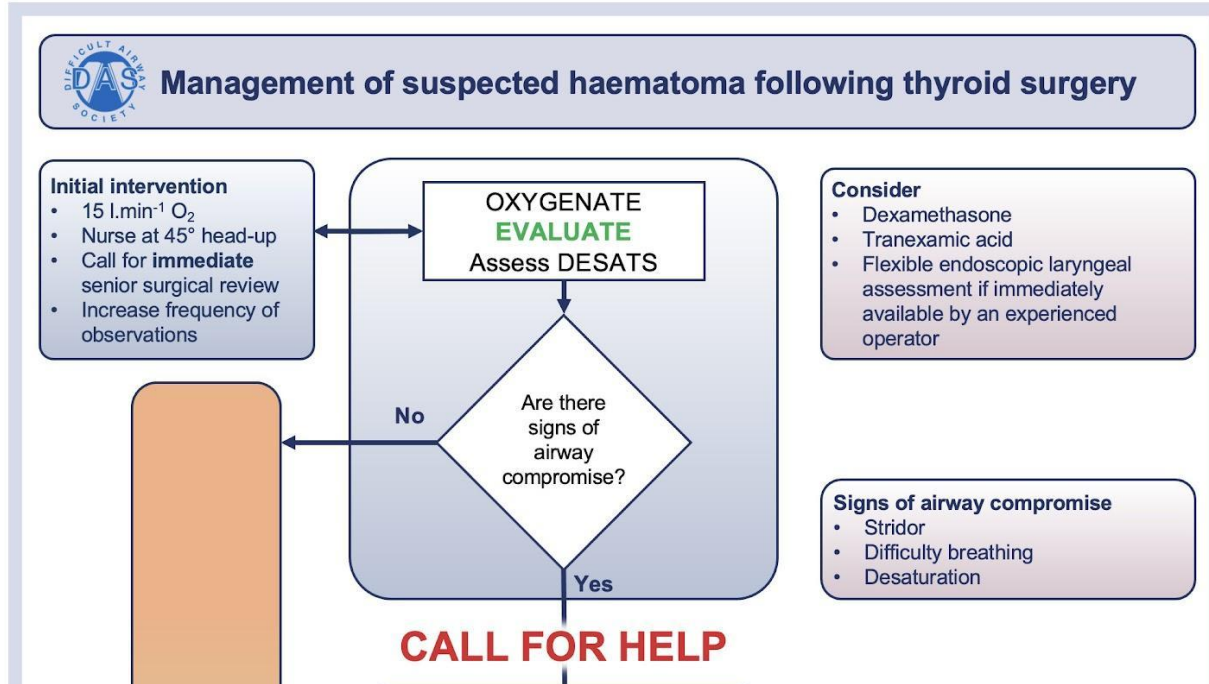 DIFFICULT AIRWAY
DAS
SOCIETY
Management of suspected haematoma following thyroid surgery
Initial intervention
• 15 l.min⁻¹ O₂
• Nurse at 45° head-up
• Call for immediate
senior surgical review
• Increase frequency of
observations
OXYGENATE
EVALUATE
Assess DESATS
Consider
• Dexamethasone
• Tranexamic acid
• Flexible endoscopic laryngeal
assessment if immediately
available by an experienced
operator
No
Are there
signs of
airway
compromise?
Signs of airway compromise
• Stridor
• Difficulty breathing
• Desaturation
Yes
CALL FOR HELP